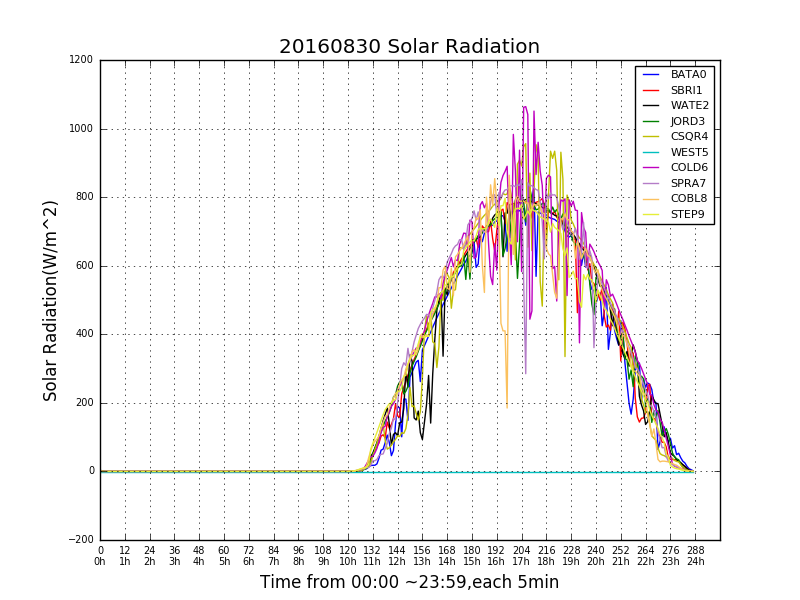 20160830 Solar Radiation
1200
1000
800
600
400
200
0
−200
Solar Radiation(W/m^2)
BATA0
SBRI1
WATE2
JORD3
CSQR4
WEST5
COLD6
SPRA7
COBL8
STEP9
0 12 24 36 48 60 72 84 96 108 120 132 144 156 168 180 192 204 216 228 240 252 264 276 288
0h 1h 2h 3h 4h 5h 6h 7h 8h 9h 10h 11h 12h 13h 14h 15h 16h 17h 18h 19h 20h 21h 22h 23h 24h
Time from 00:00 ~23:59,each 5min